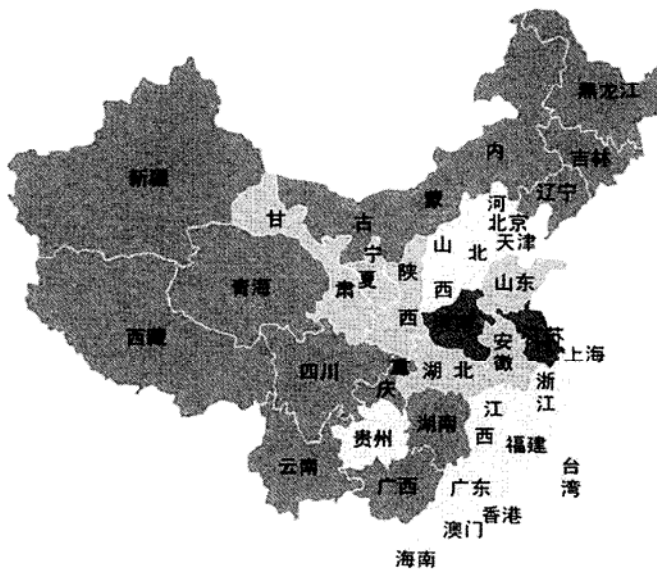 黑龙江
吉林
辽宁
内蒙古
新疆
甘肃
宁夏
河北
北京
天津
山西
陕西
山东
青海
西藏
苏
上海
安徽
四川
重庆
湖北
浙江
贵州
湖南
江西
福建
云南
广西
广东
台湾
香港
澳门
海南